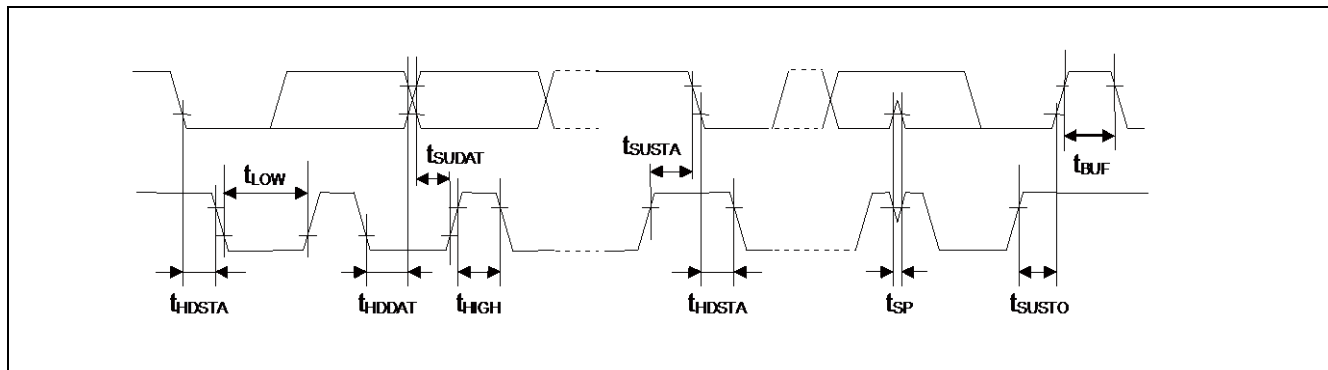 tSUDAT
tSUSTA
tLOW
tBUF
tHDSTA
tHDDAT
tHIGH
tHDSTA
tSP
tSUSTO